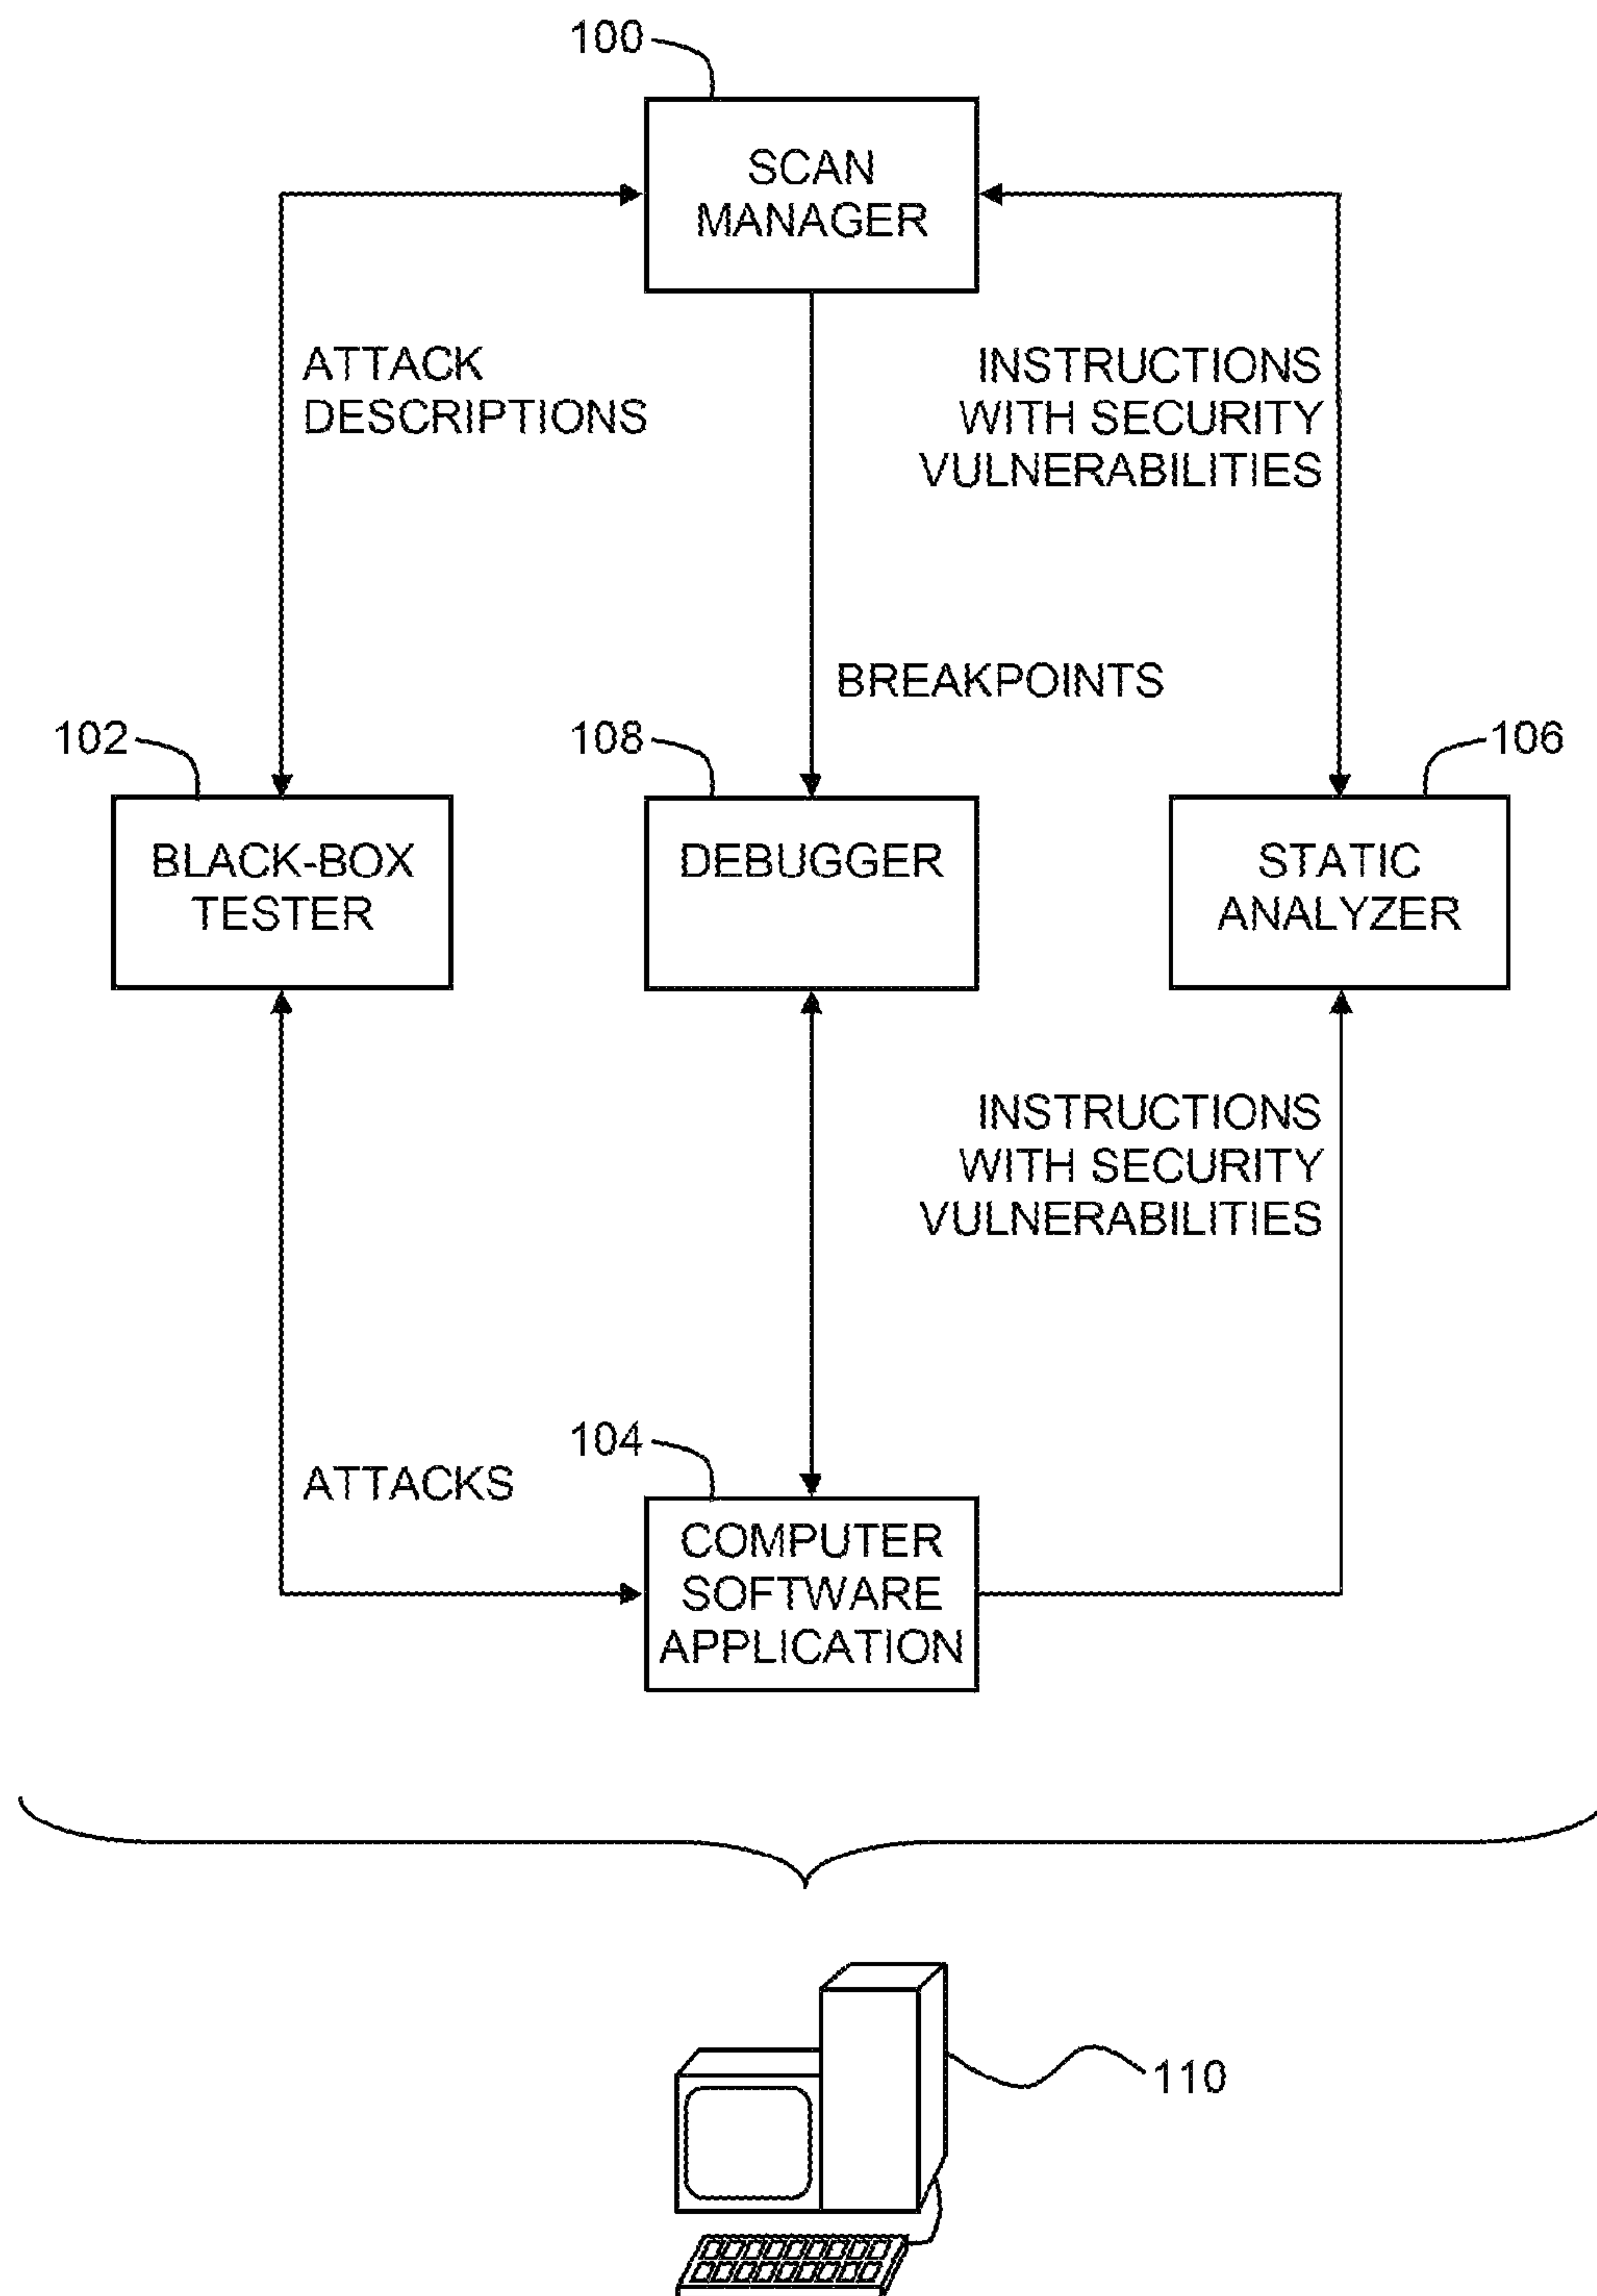 100
SCAN
MANAGER
ATTACK
DESCRIPTIONS
INSTRUCTIONS
WITH SECURITY
VULNERABILITIES
BREAKPOINTS
102
108
106
BLACK-BOX
TESTER
DEBUGGER
STATIC
ANALYZER
INSTRUCTIONS
WITH SECURITY
VULNERABILITIES
104
ATTACKS
COMPUTER
SOFTWARE
APPLICATION
110